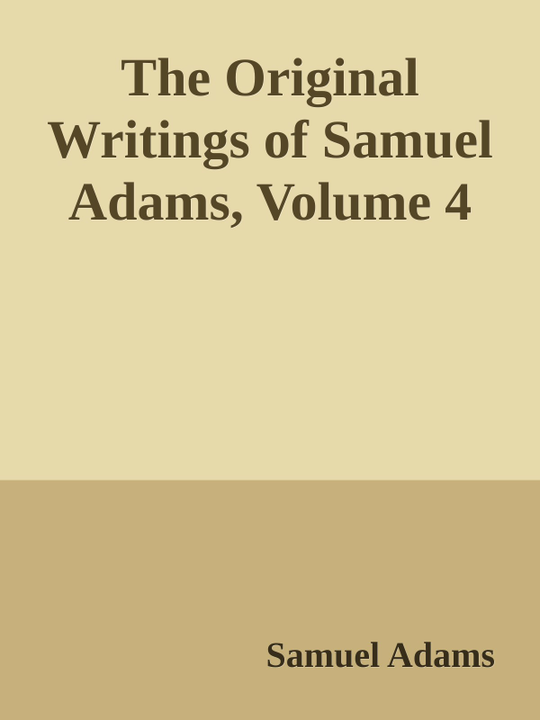 The Original
Writings of Samuel
Adams, Volume 4
Samuel Adams